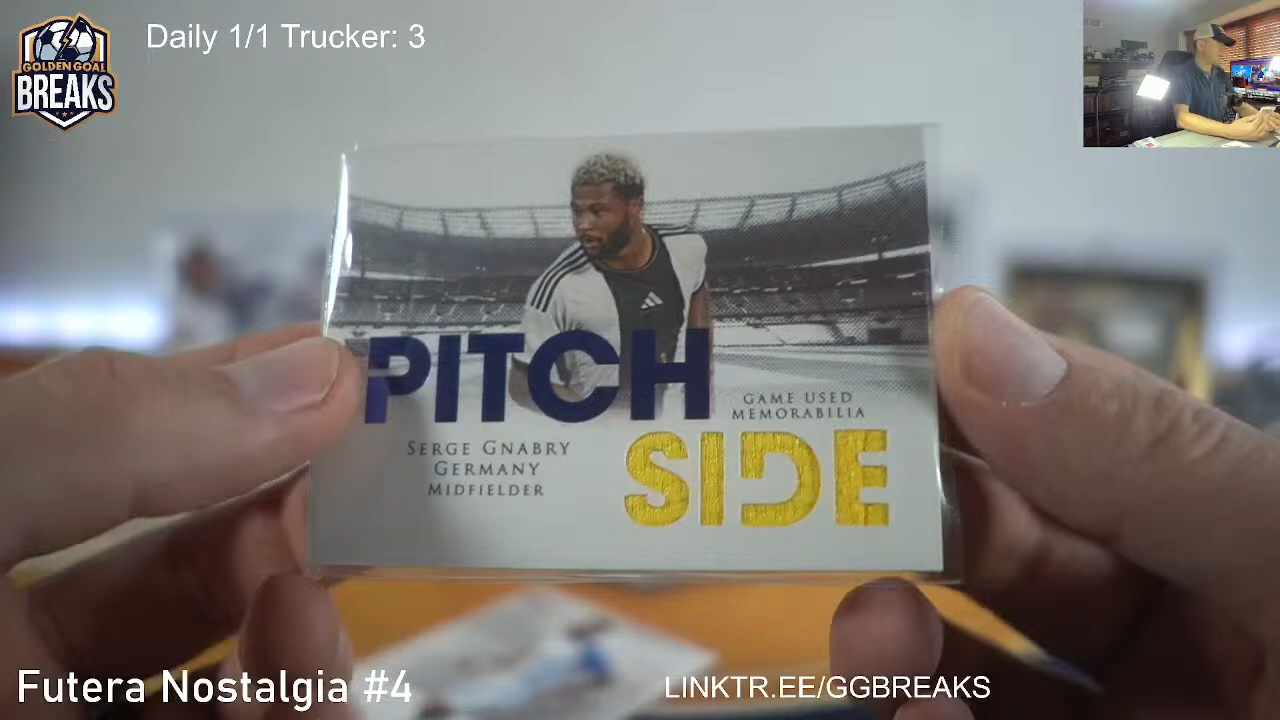 GOLDEN GOAL
BREAKS
Daily 1/1 Trucker: 3
PITCH
GAME USED
MEMORABILIA
SERGE GNABRY
GERMANY
MIDFIELDER
SIDE
Futera Nostalgia #4
LINKTR.EE/GGBREAKS